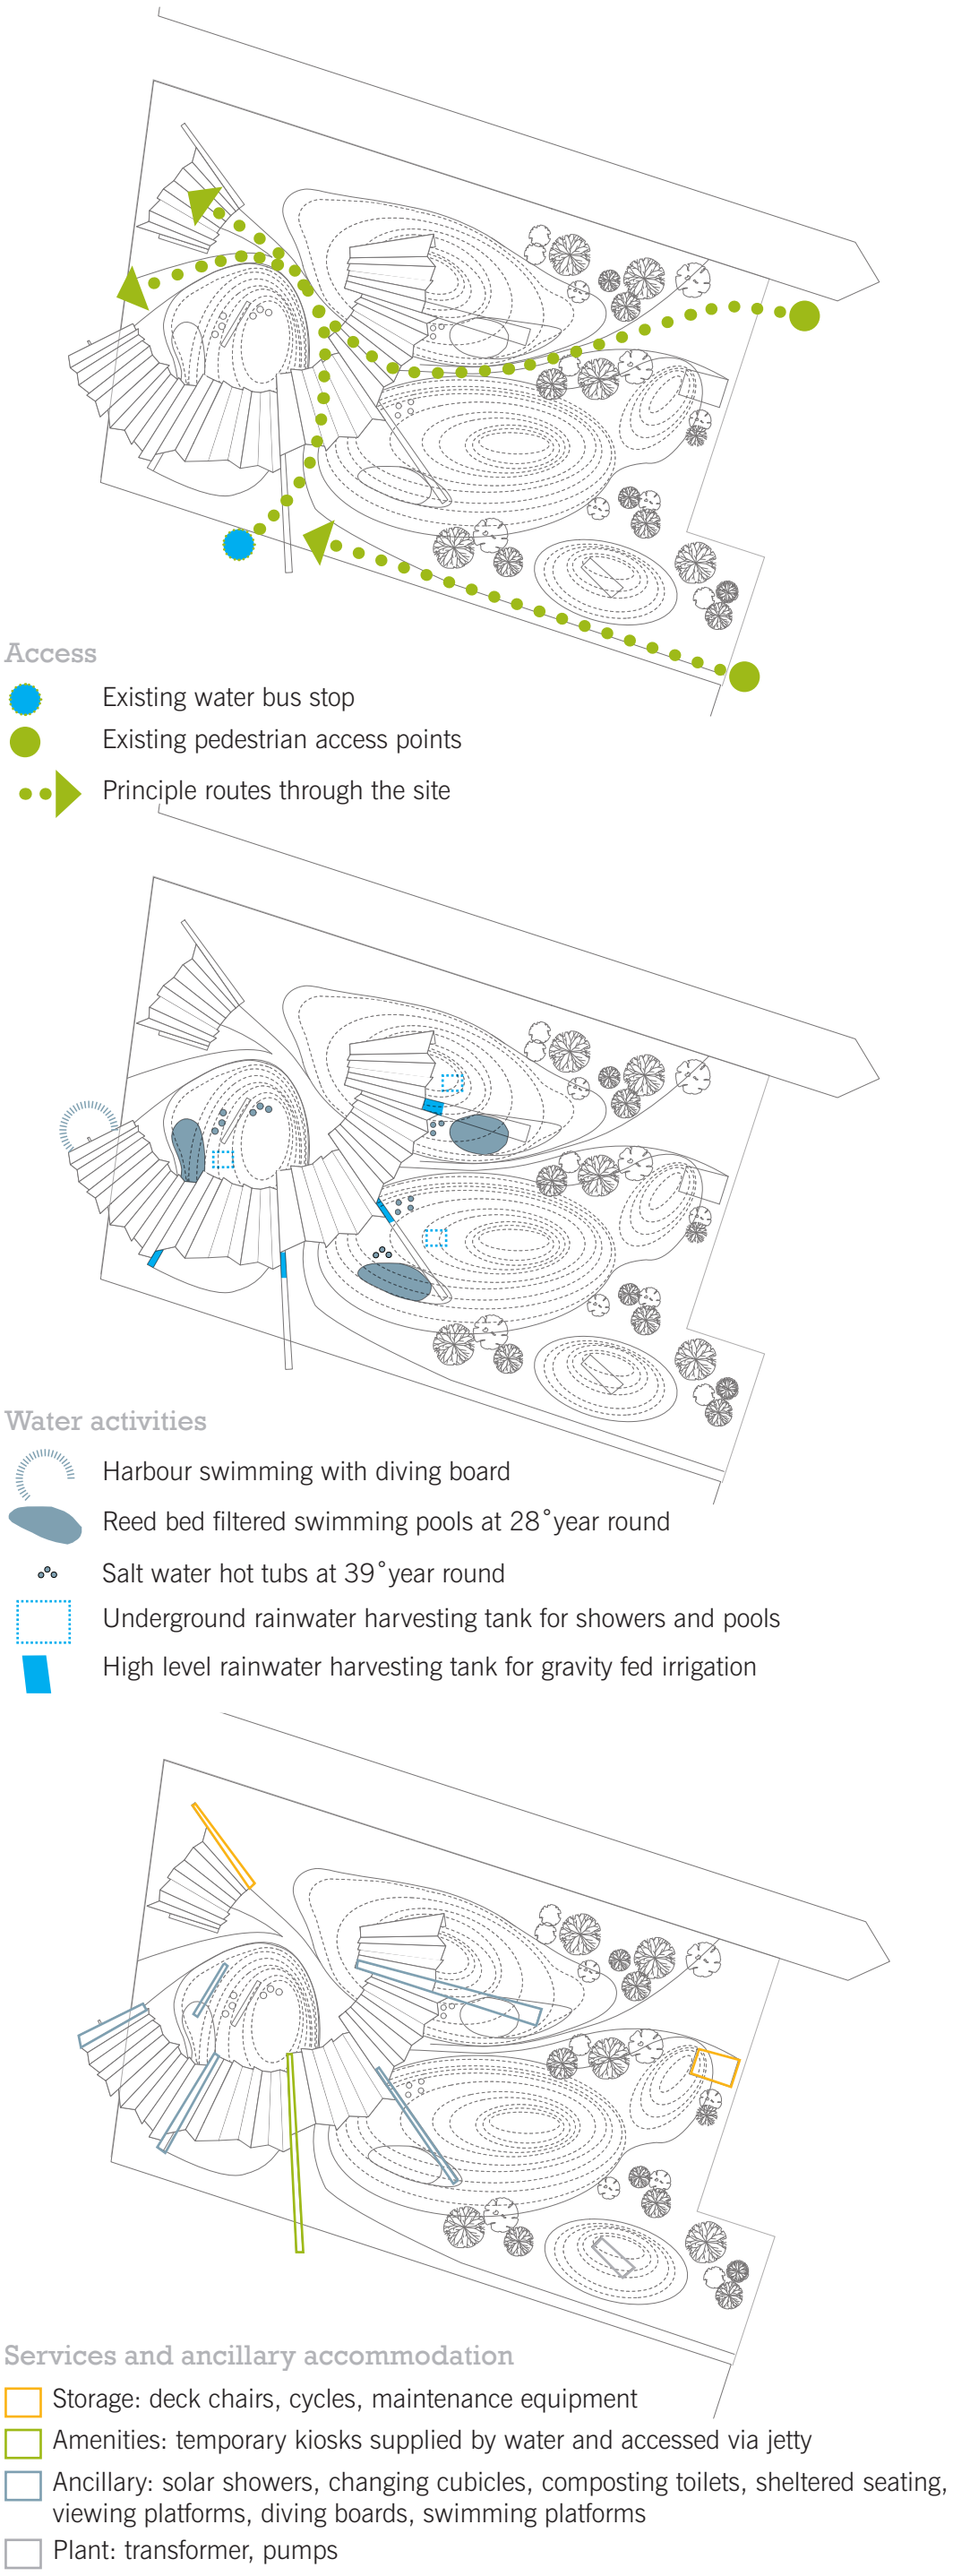 Access
Existing water bus stop
Existing pedestrian access points
Principle routes through the site
Water activities
Harbour swimming with diving board
Reed bed filtered swimming pools at 28˚year round
Salt water hot tubs at 39˚year round
Underground rainwater harvesting tank for showers and pools
High level rainwater harvesting tank for gravity fed irrigation
Services and ancillary accommodation
Storage: deck chairs, cycles, maintenance equipment
Amenities: temporary kiosks supplied by water and accessed via jetty
Ancillary: solar showers, changing cubicles, composting toilets, sheltered seating,
viewing platforms, diving boards, swimming platforms
Plant: transformer, pumps